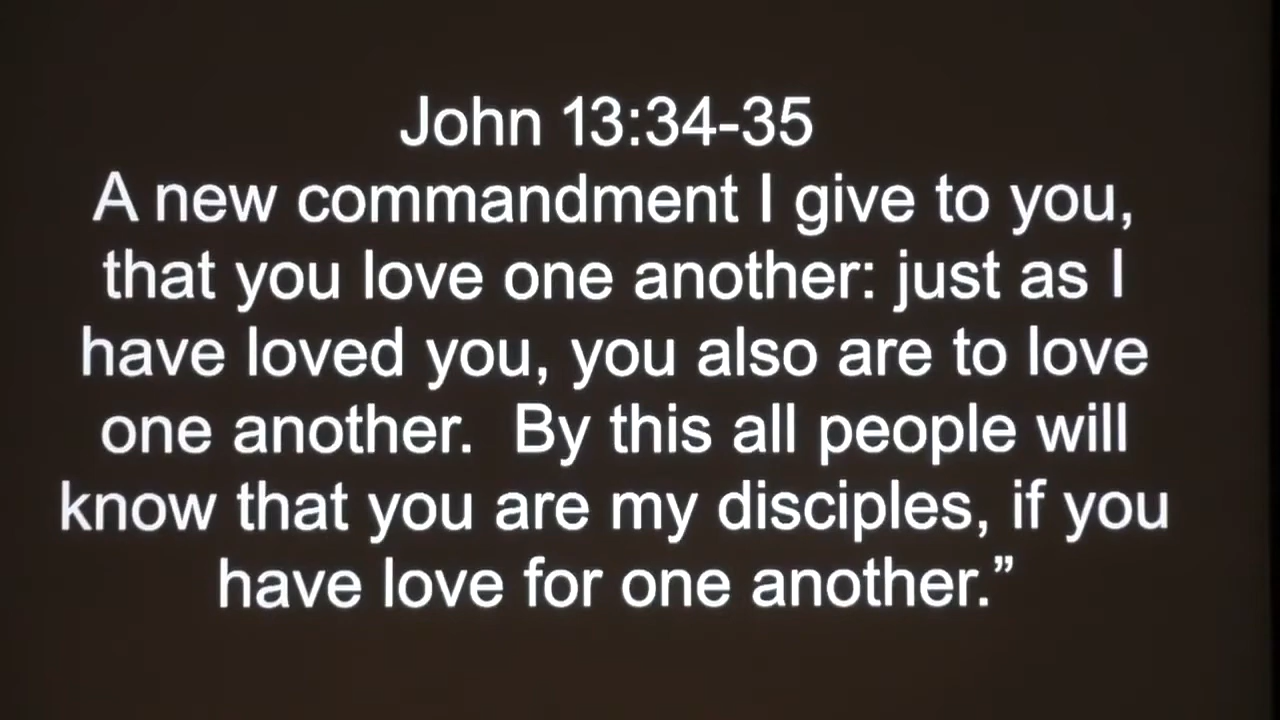 John 13:34-35
A new commandment I give to you,
that you love one another: just as I
have loved you, you also are to love
one another.  By this all people will
know that you are my disciples, if you
have love for one another.”